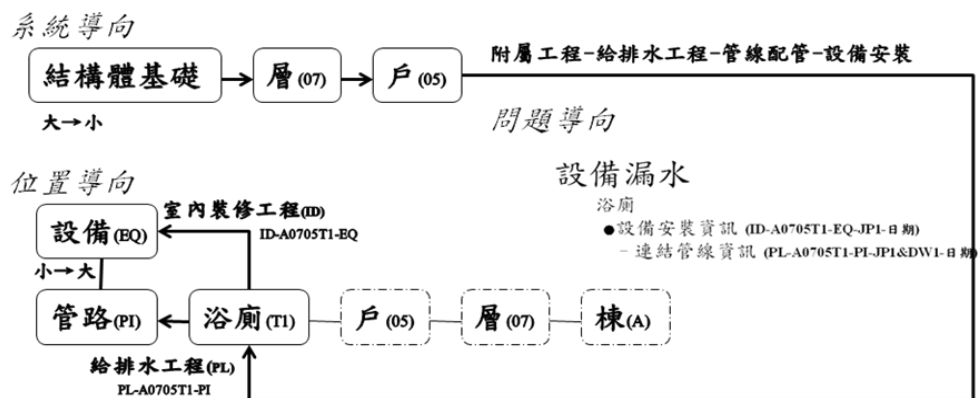 系統導向
結構體基礎
層(07)
戶(05)
附屬工程-給排水工程-管線配管-設備安裝
大→小
問題導向
設備漏水
浴廁
●設備安裝資訊 (ID-A0705T1-EQ-JP1-日期)
- 連結管線資訊 (PL-A0705T1-PI-JP1&DW1-日期)
位置導向
室內裝修工程(ID)
ID-A0705T1-EQ
設備(EQ)
小→大
管路(PI)
浴廁(T1)
戶(05)
層(07)
棟(A)
給排水工程(PL)
PL-A0705T1-PI